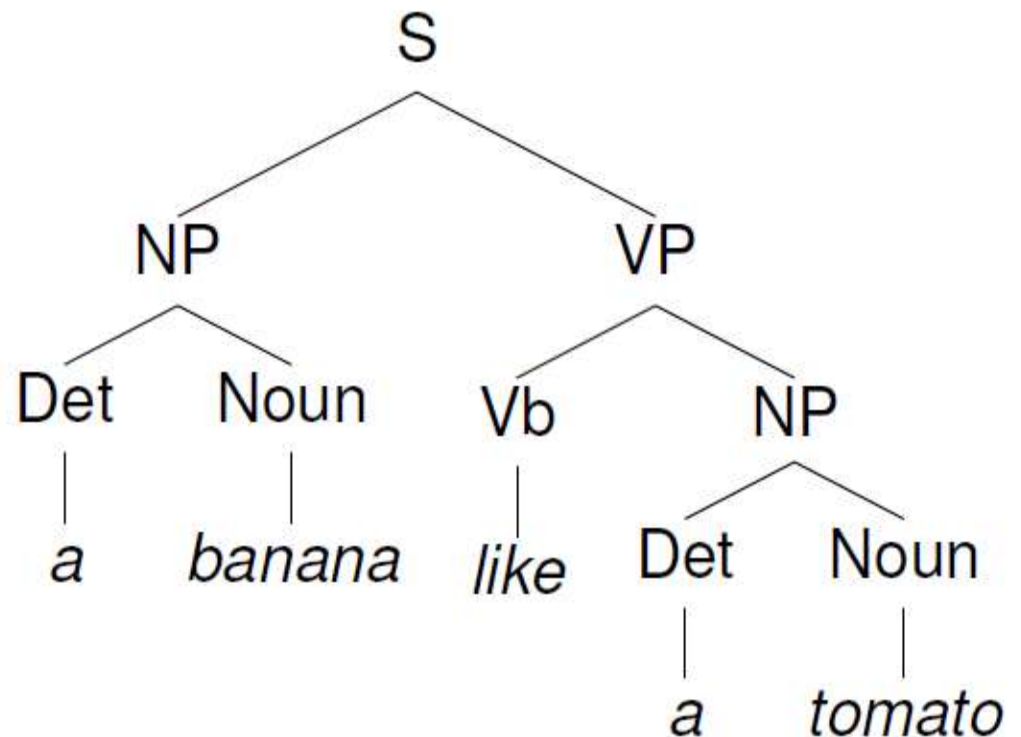 S
NP VP
Det Noun Vb NP
a banana like Det Noun
a tomato